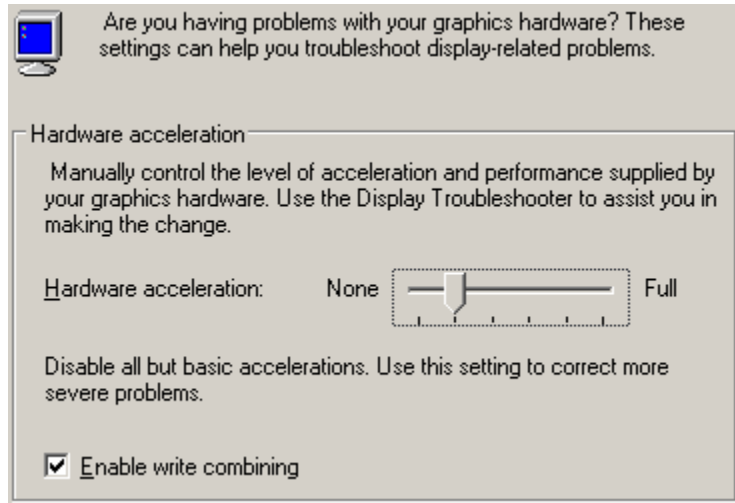 Are you having problems with your graphics hardware? These
settings can help you troubleshoot display-related problems.
Hardware acceleration
Manually control the level of acceleration and performance supplied by
your graphics hardware. Use the Display Troubleshooter to assist you in
making the change.
Hardware acceleration: None Full
Disable all but basic accelerations. Use this setting to correct more
severe problems.
Enable write combining